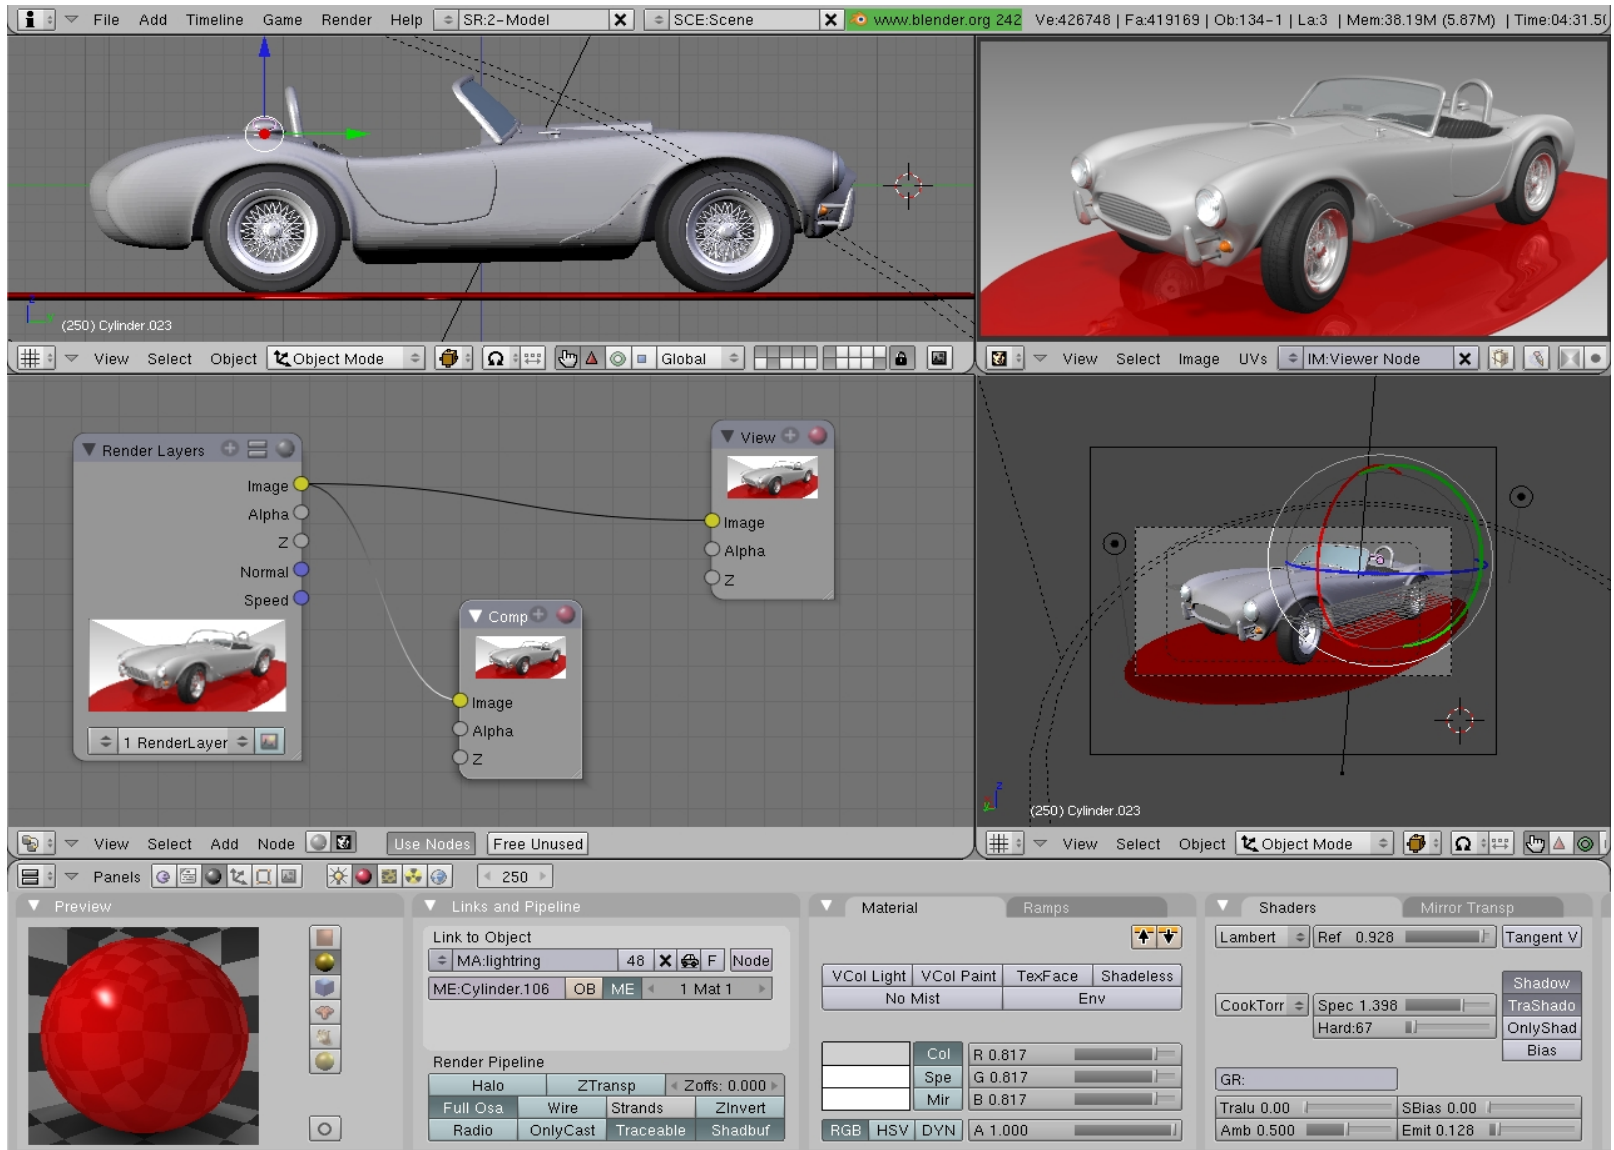 File Add Timeline Game Render Help SR:2-Model SCE:Scene www.blender.org 242 Ve:426748 | Fa:419169 | Ob:134-1 | La:3 | Mem:38.19M (5.87M) | Time:04:31.5
z
y
(250) Cylinder.023
View Select Object Object Mode Global
View Select Image UVs IM:Viewer Node
Render Layers
Image
Alpha
Z
Normal
Speed
1 RenderLayer
View
Image
Alpha
Z
Comp
Image
Alpha
Z
z
y
(250) Cylinder.023
View Select Add Node Use Nodes Free Unused
View Select Object Object Mode
Panels 250
Preview
Links and Pipeline
Link to Object
MA:lightring 48 F Node
ME:Cylinder.106 OB ME 1 Mat 1
Render Pipeline
Halo ZTransp Zoffs: 0.000
Full Osa Wire Strands ZInvert
Radio OnlyCast Traceable Shadbuf
Material Ramps
VCol Light VCol Paint TexFace Shadeless
No Mist Env
Col R 0.817
Spe G 0.817
Mir B 0.817
RGB HSV DYN A 1.000
Shaders Mirror Transp
Lambert Ref 0.928 Tangent V
Shadow
CookTorr Spec 1.398 TraShado
Hard:67 OnlyShad
Bias
GR:
Tralu 0.00 SBias 0.00
Amb 0.500 Emit 0.128